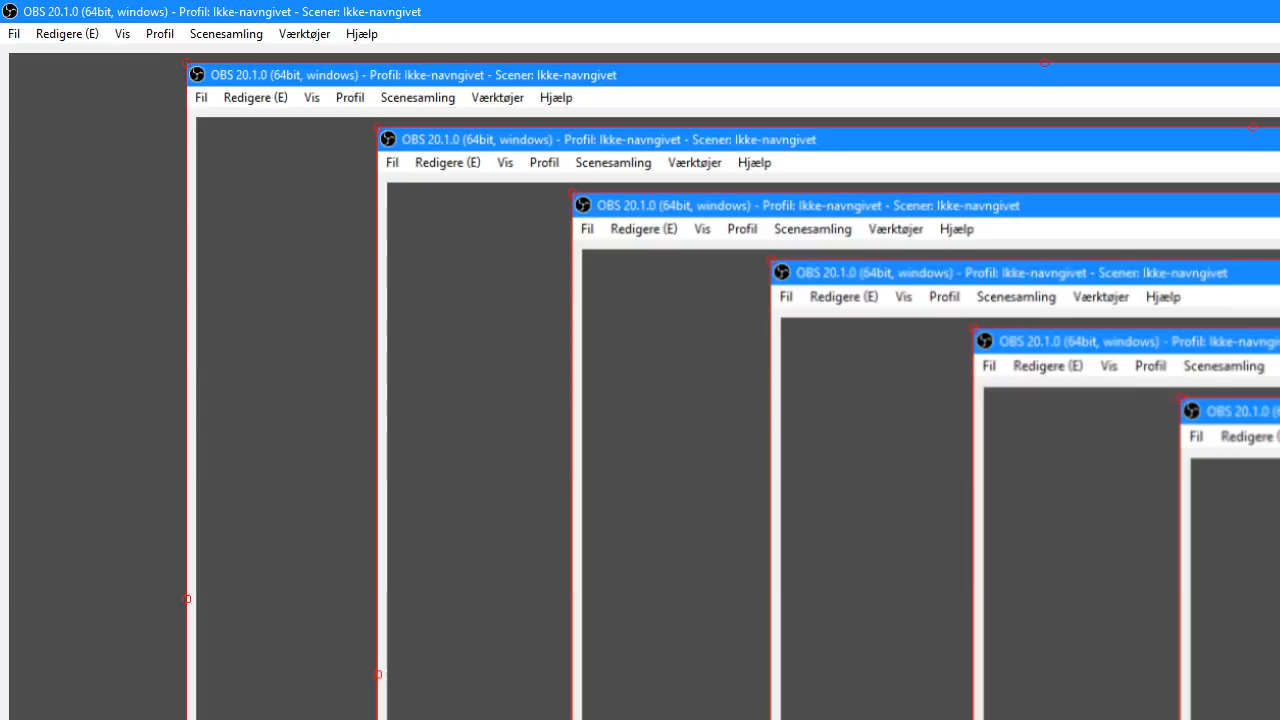 OBS 20.1.0 (64bit, windows) - Profil: Ikke-navngivet - Scener: Ikke-navngivet
Fil Redigere (E) Vis Profil Scenesamling Værktøjer Hjælp
OBS 20.1.0 (64bit, windows) - Profil: Ikke-navngivet - Scener: Ikke-navngivet
Fil Redigere (E) Vis Profil Scenesamling Værktøjer Hjælp
OBS 20.1.0 (64bit, windows) - Profil: Ikke-navngivet - Scener: Ikke-navngivet
Fil Redigere (E) Vis Profil Scenesamling Værktøjer Hjælp
OBS 20.1.0 (64bit, windows) - Profil: Ikke-navngivet - Scener: Ikke-navngivet
Fil Redigere (E) Vis Profil Scenesamling Værktøjer Hjælp
OBS 20.1.0 (64bit, windows) - Profil: Ikke-navngivet - Scener: Ikke-navngivet
Fil Redigere (E) Vis Profil Scenesamling Værktøjer Hjælp
OBS 20.1.0 (64bit, windows) - Profil: Ikke-navngi
Fil Redigere (E) Vis Profil Scenesamling
OBS 20.1.0 (6
Fil Redigere (